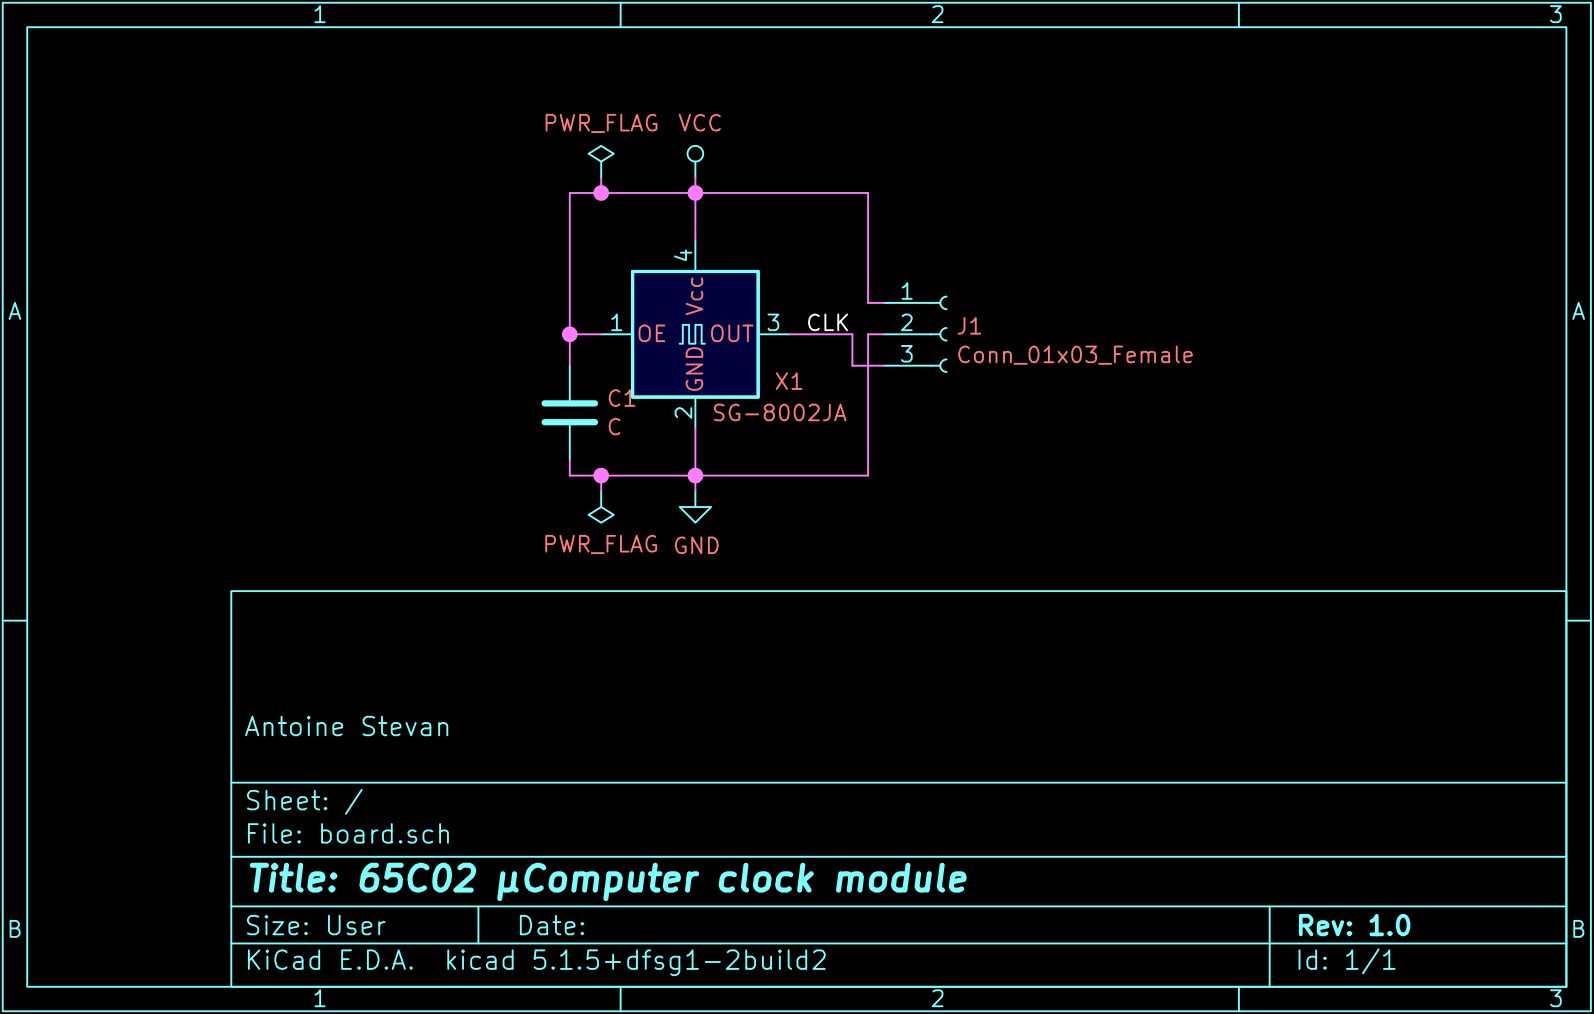 1 2 3
PWR_FLAG VCC
4
Vcc
A
A
1
1 OE OUT 3 CLK
2 J1
3 Conn_01x03_Female
GND
X1
C1
2 SG-8002JA
C
PWR_FLAG GND
Antoine Stevan
Sheet: /
File: board.sch
Title: 65C02 µComputer clock module
Size: User Date: Rev: 1.0
B
B
KiCad E.D.A. kicad 5.1.5+dfsg1-2build2 Id: 1/1
1 2 3